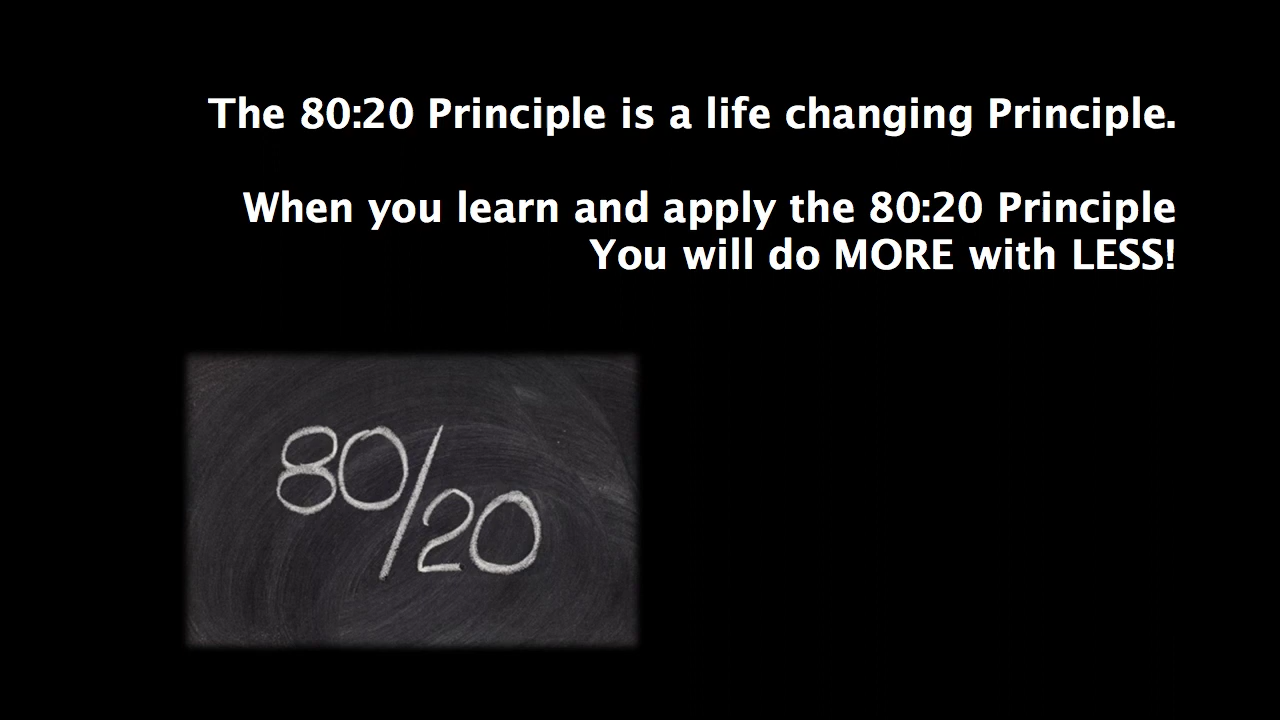 The 80:20 Principle is a life changing Principle.
When you learn and apply the 80:20 Principle
You will do MORE with LESS!
80/20